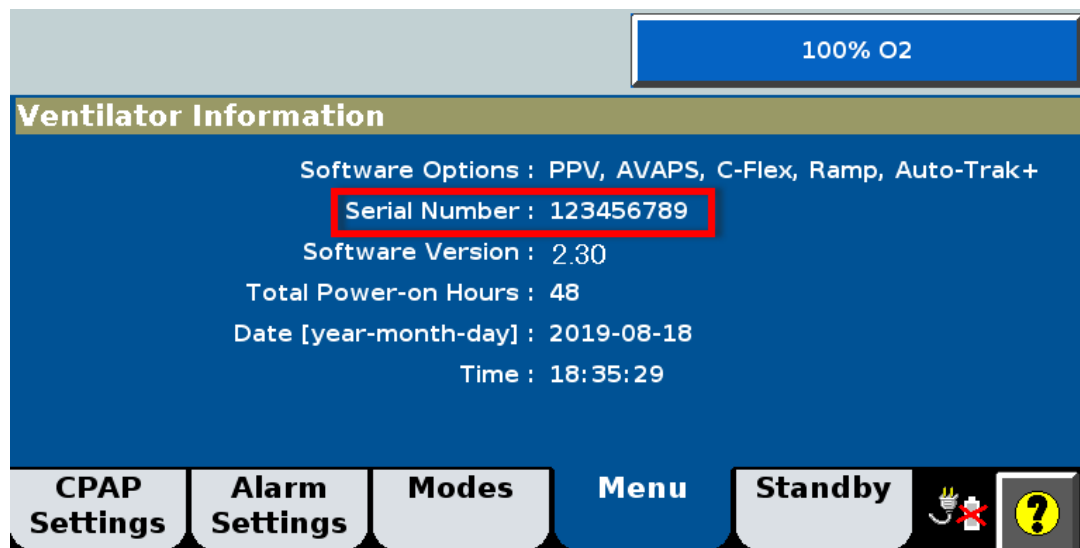 100% O2
Ventilator Information
Software Options : PPV, AVAPS, C-Flex, Ramp, Auto-Trak+
Serial Number : 123456789
Software Version : 2.30
Total Power-on Hours : 48
Date [year-month-day] : 2019-08-18
Time : 18:35:29
CPAP Settings
Alarm Settings
Modes
Menu
Standby
?